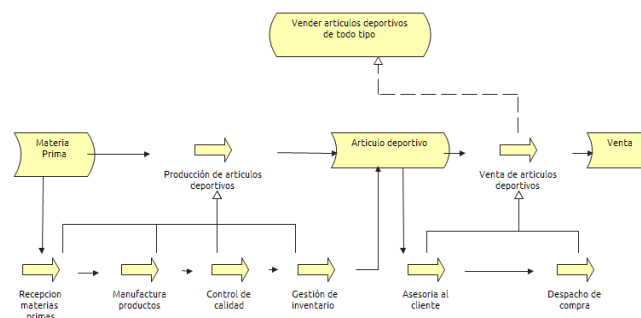 Vender articulos deportivos
de todo tipo
Materia
Prima
Articulo deportivo
Venta
Producción de articulos
deportivos
Venta de articulos
deportivos
Recepcion
materias
primas
Manufactura
productos
Control de
calidad
Gestión de
inventario
Asesoria al
cliente
Despacho de
compra